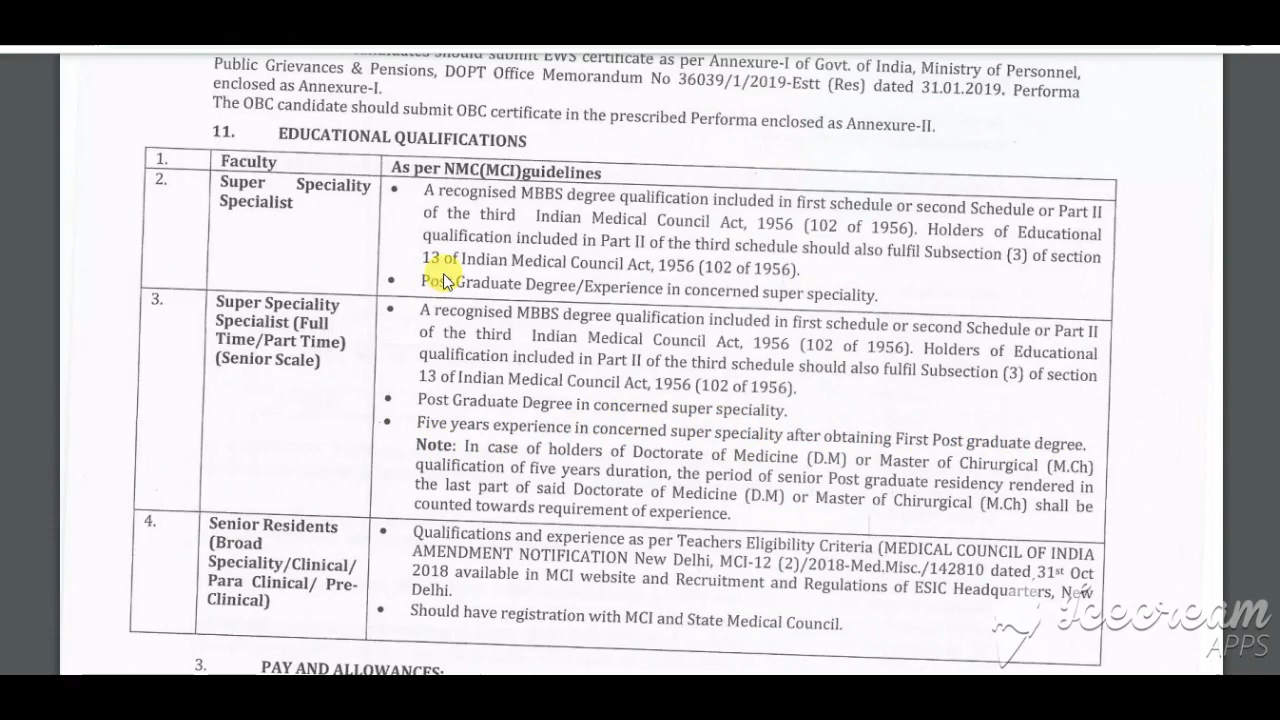 candidates should submit EWS certificate as per Annexure-I of Govt. of India, Ministry of Personnel,
Public Grievances & Pensions, DOPT Office Memorandum No 36039/1/2019-Estt (Res) dated 31.01.2019. Performa
enclosed as Annexure-I.
The OBC candidate should submit OBC certificate in the prescribed Performa enclosed as Annexure-II.
11. EDUCATIONAL QUALIFICATIONS
1. Faculty As per NMC(MCI)guidelines
2. Super Speciality
Specialist
• A recognised MBBS degree qualification included in first schedule or second Schedule or Part II
of the third Indian Medical Council Act, 1956 (102 of 1956). Holders of Educational
qualification included in Part II of the third schedule should also fulfil Subsection (3) of section
13 of Indian Medical Council Act, 1956 (102 of 1956).
• Post Graduate Degree/Experience in concerned super speciality.
3. Super Speciality
Specialist (Full
Time/Part Time)
(Senior Scale)
• A recognised MBBS degree qualification included in first schedule or second Schedule or Part II
of the third Indian Medical Council Act, 1956 (102 of 1956). Holders of Educational
qualification included in Part II of the third schedule should also fulfil Subsection (3) of section
13 of Indian Medical Council Act, 1956 (102 of 1956).
• Post Graduate Degree in concerned super speciality.
• Five years experience in concerned super speciality after obtaining First Post graduate degree.
Note: In case of holders of Doctorate of Medicine (D.M) or Master of Chirurgical (M.Ch)
qualification of five years duration, the period of senior Post graduate residency rendered in
the last part of said Doctorate of Medicine (D.M) or Master of Chirurgical (M.Ch) shall be
counted towards requirement of experience.
4. Senior Residents
(Broad
Speciality/Clinical/
Para Clinical/ Pre-
Clinical)
• Qualifications and experience as per Teachers Eligibility Criteria (MEDICAL COUNCIL OF INDIA
AMENDMENT NOTIFICATION New Delhi, MCI-12 (2)/2018-Med.Misc./142810 dated 31st Oct
2018 available in MCI website and Recruitment and Regulations of ESIC Headquarters, New
Delhi.
• Should have registration with MCI and State Medical Council.
3. PAY AND ALLOWANCES:
Icecream
APPS